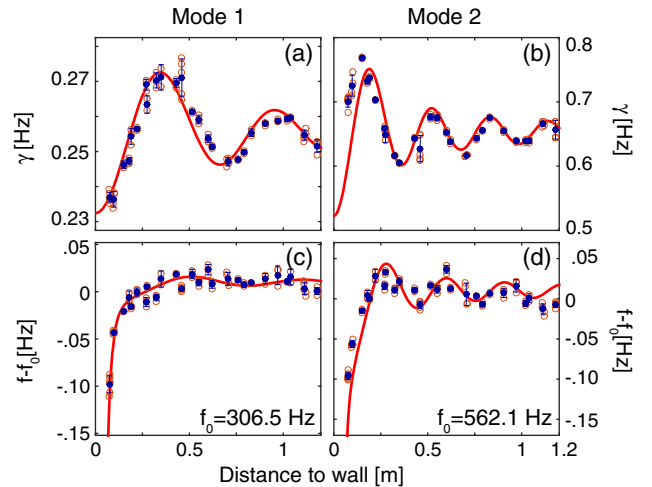 Mode 1 Mode 2
(a) (b)
0.27
0.25
0.23
γ [Hz]
0.8
0.7
0.6
0.5
γ [Hz]
(c) (d)
.05
0
-.05
-.10
-.15
f-f₀[Hz]
f₀=306.5 Hz
0.05
0
-.05
-.10
-.15
f-f₀[Hz]
f₀=562.1 Hz
0 0.5 1 0 0.5 1 1.2
Distance to wall [m]